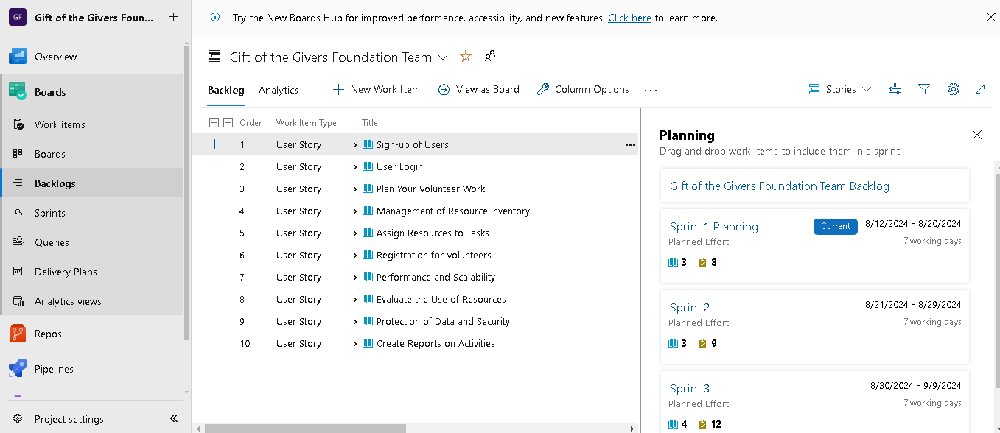 GF Gift of the Givers Foun... +
Try the New Boards Hub for improved performance, accessibility, and new features. Click here to learn more.
Overview
Boards
Work items
Boards
Backlogs
Sprints
Queries
Delivery Plans
Analytics views
Repos
Pipelines
Project settings
Gift of the Givers Foundation Team
Backlog Analytics New Work Item View as Board Column Options ... Stories
Order Work Item Type Title
1 User Story Sign-up of Users
2 User Story User Login
3 User Story Plan Your Volunteer Work
4 User Story Management of Resource Inventory
5 User Story Assign Resources to Tasks
6 User Story Registration for Volunteers
7 User Story Performance and Scalability
8 User Story Evaluate the Use of Resources
9 User Story Protection of Data and Security
10 User Story Create Reports on Activities
Planning
Drag and drop work items to include them in a sprint.
Gift of the Givers Foundation Team Backlog
Sprint 1 Planning Current 8/12/2024 - 8/20/2024
Planned Effort: - 7 working days
3 8
Sprint 2 8/21/2024 - 8/29/2024
Planned Effort: - 7 working days
3 9
Sprint 3 8/30/2024 - 9/9/2024
Planned Effort: - 7 working days
4 12